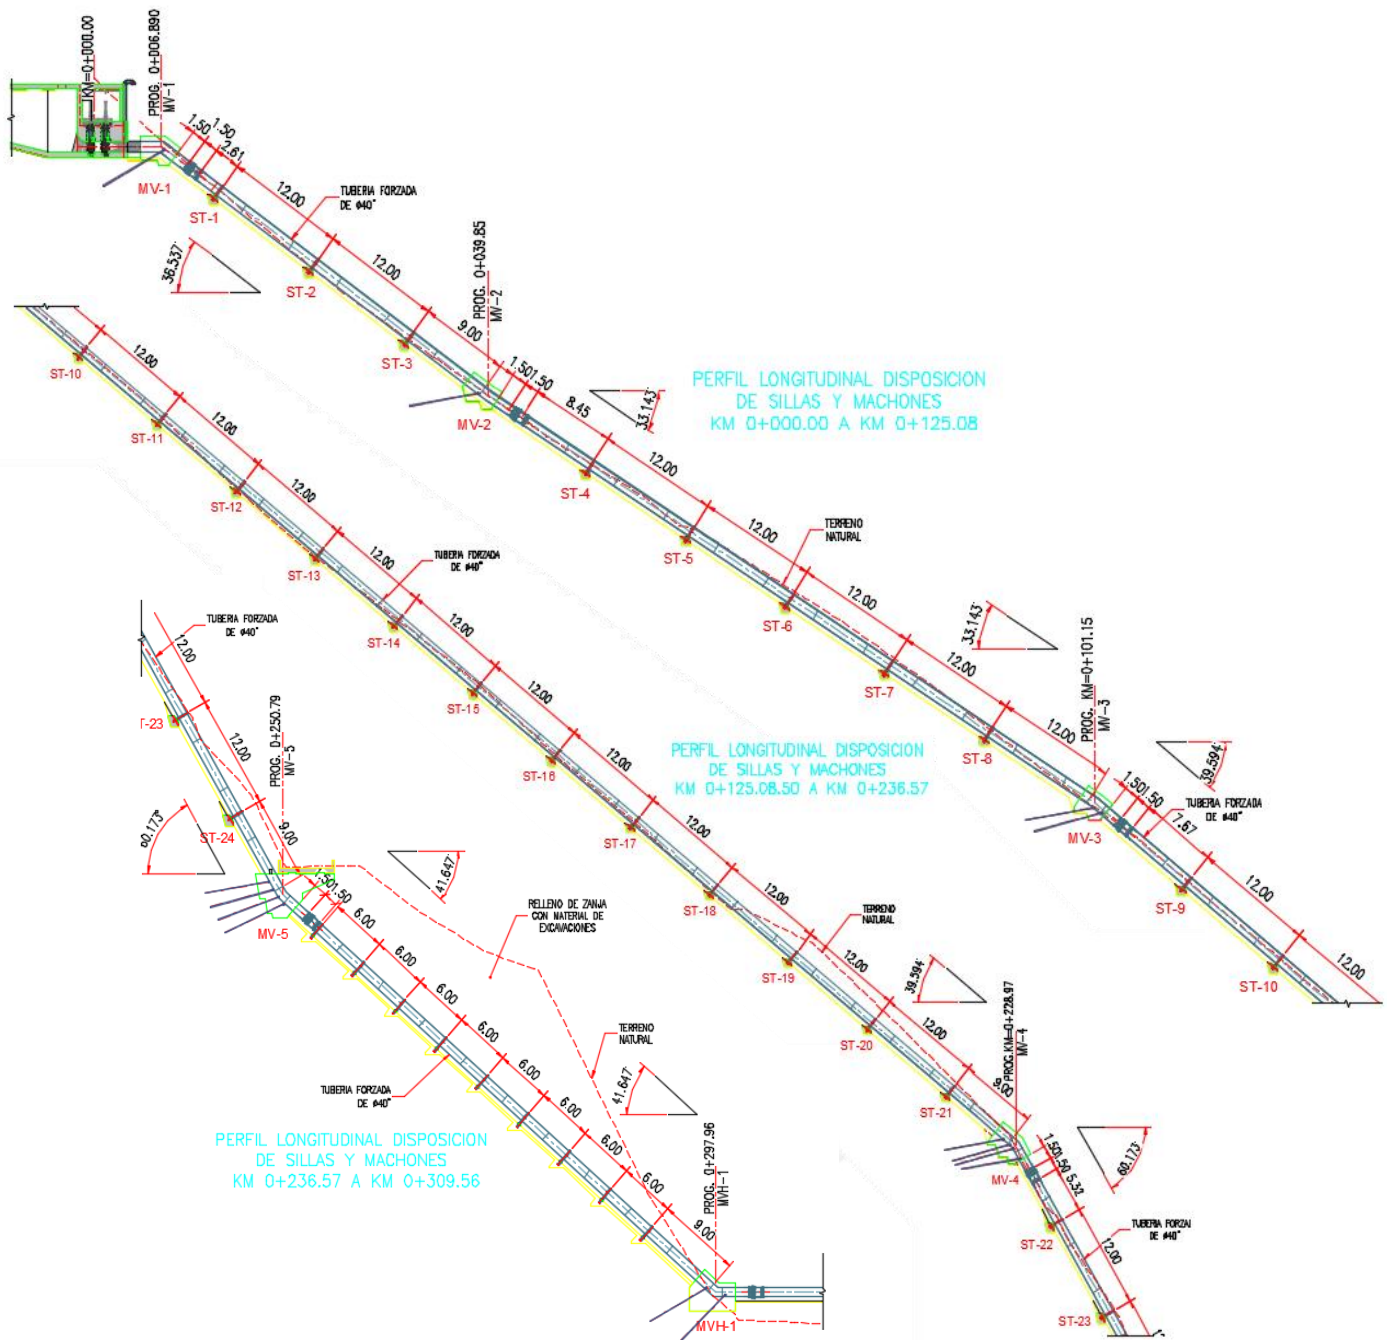 KM=0+000.00
PROG. 0+006.890
MV-1
1.50
1.50
2.61
12.00
TUBERIA FORZADA
DE ø40"
MV-1
ST-1
36.537°
ST-2
12.00
PROG. 0+039.85
MV-2
9.00
ST-3
1.50
1.50
8.45
33.143°
MV-2
PERFIL LONGITUDINAL DISPOSICION
DE SILLAS Y MACHONES
KM 0+000.00 A KM 0+125.08
ST-4
12.00
ST-5
12.00
TERRENO
NATURAL
ST-6
12.00
33.143°
ST-7
12.00
PROG. KM=0+101.15
MV-3
ST-8
12.00
39.594°
MV-3
1.50
1.50
7.67
TUBERIA FORZADA
DE ø40"
ST-9
12.00
ST-10
12.00
ST-10
12.00
ST-11
12.00
ST-12
12.00
ST-13
12.00
TUBERIA FORZADA
DE ø40"
ST-14
12.00
ST-15
12.00
ST-16
12.00
PERFIL LONGITUDINAL DISPOSICION
DE SILLAS Y MACHONES
KM 0+125.08.50 A KM 0+236.57
ST-17
12.00
ST-18
12.00
TERRENO
NATURAL
ST-19
12.00
39.594°
ST-20
12.00
PROG.KM=0+228.97
MV-4
ST-21
9.00
MV-4
1.50
1.50
5.32
60.173°
ST-22
12.00
TUBERIA FORZAI
DE ø40"
ST-23
TUBERIA FORZADA
DE ø40"
12.00
T-23
12.00
PROG. 0+250.79
MV-5
60.173°
ST-24
9.00
41.647°
MV-5
1.50
1.50
RELLENO DE ZANJA
CON MATERIAL DE
EXCAVACIONES
6.00
6.00
6.00
6.00
6.00
6.00
6.00
6.00
TERRENO
NATURAL
TUBERIA FORZADA
DE ø40"
41.647°
PERFIL LONGITUDINAL DISPOSICION
DE SILLAS Y MACHONES
KM 0+236.57 A KM 0+309.56
PROG. 0+297.96
MVH-1
9.00
MVH-1